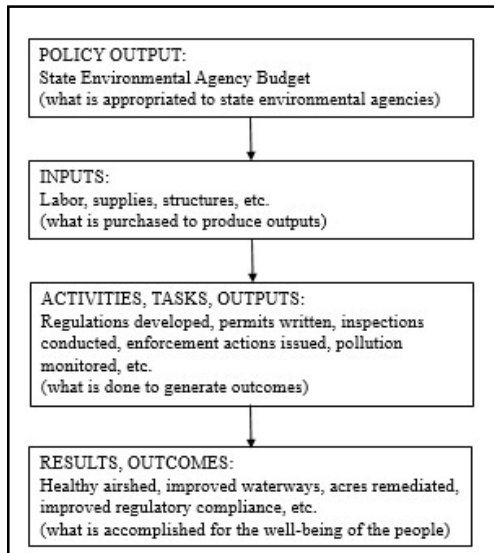 POLICY OUTPUT:
State Environmental Agency Budget
(what is appropriated to state environmental agencies)
INPUTS:
Labor, supplies, structures, etc.
(what is purchased to produce outputs)
ACTIVITIES, TASKS, OUTPUTS:
Regulations developed, permits written, inspections
conducted, enforcement actions issued, pollution
monitored, etc.
(what is done to generate outcomes)
RESULTS, OUTCOMES:
Healthy airshed, improved waterways, acres remediated,
improved regulatory compliance, etc.
(what is accomplished for the well-being of the people)